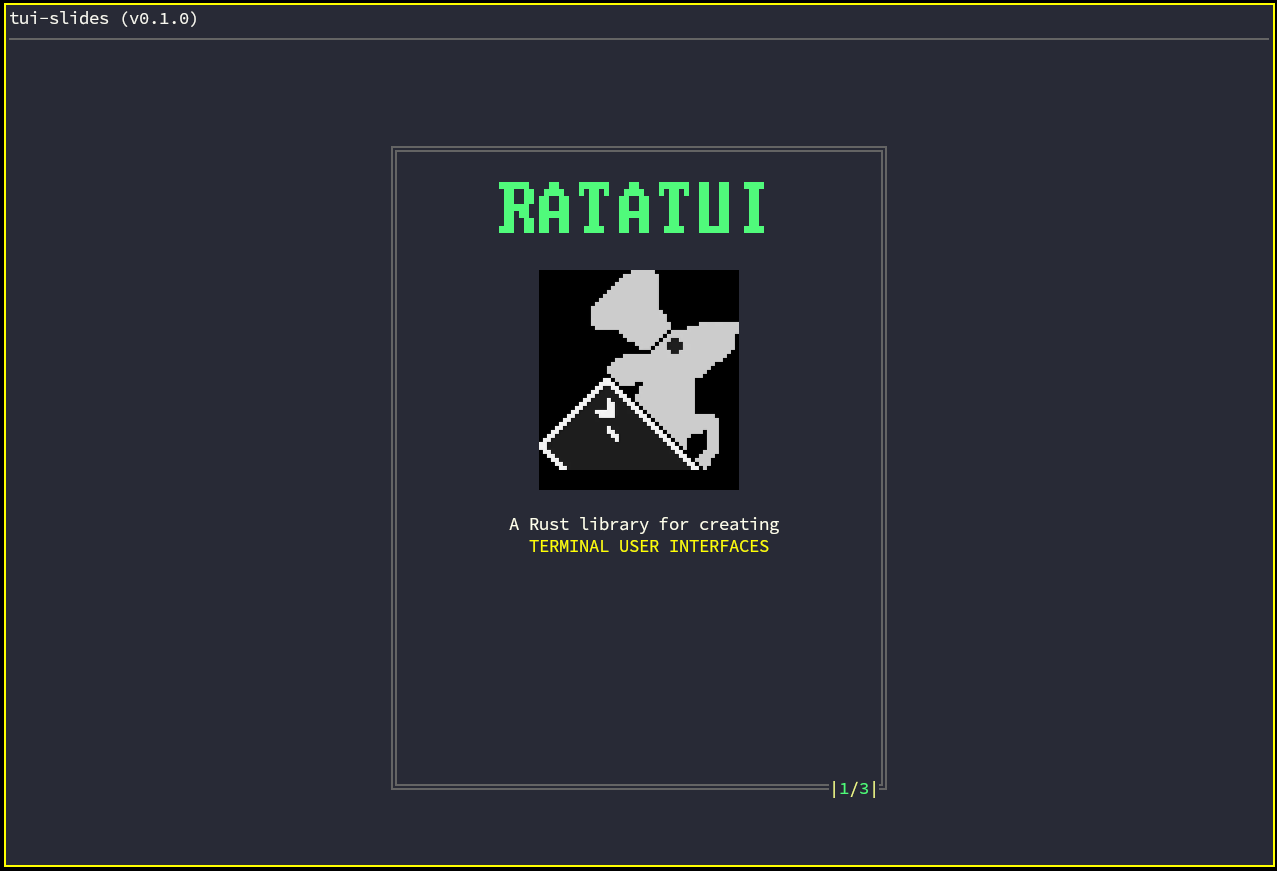 tui-slides (v0.1.0)
RATATUI
A Rust library for creating
TERMINAL USER INTERFACES
|1/3|